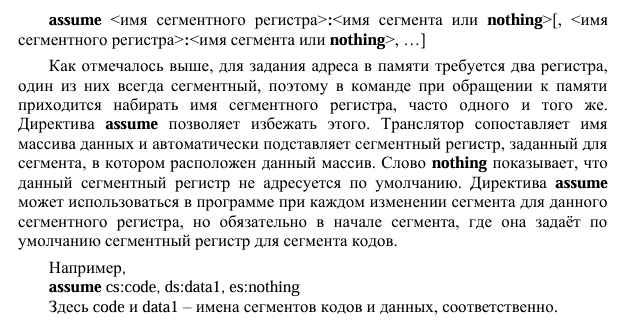 assume <имя сегментного регистра>:<имя сегмента или nothing>[, <имя
сегментного регистра>:<имя сегмента или nothing>, …]
Как отмечалось выше, для задания адреса в памяти требуется два регистра,
один из них всегда сегментный, поэтому в команде при обращении к памяти
приходится набирать имя сегментного регистра, часто одного и того же.
Директива assume позволяет избежать этого. Транслятор сопоставляет имя
массива данных и автоматически подставляет сегментный регистр, заданный для
сегмента, в котором расположен данный массив. Слово nothing показывает, что
данный сегментный регистр не адресуется по умолчанию. Директива assume
может использоваться в программе при каждом изменении сегмента для данного
сегментного регистра, но обязательно в начале сегмента, где она задаёт по
умолчанию сегментный регистр для сегмента кодов.
Например,
assume cs:code, ds:data1, es:nothing
Здесь code и data1 – имена сегментов кодов и данных, соответственно.